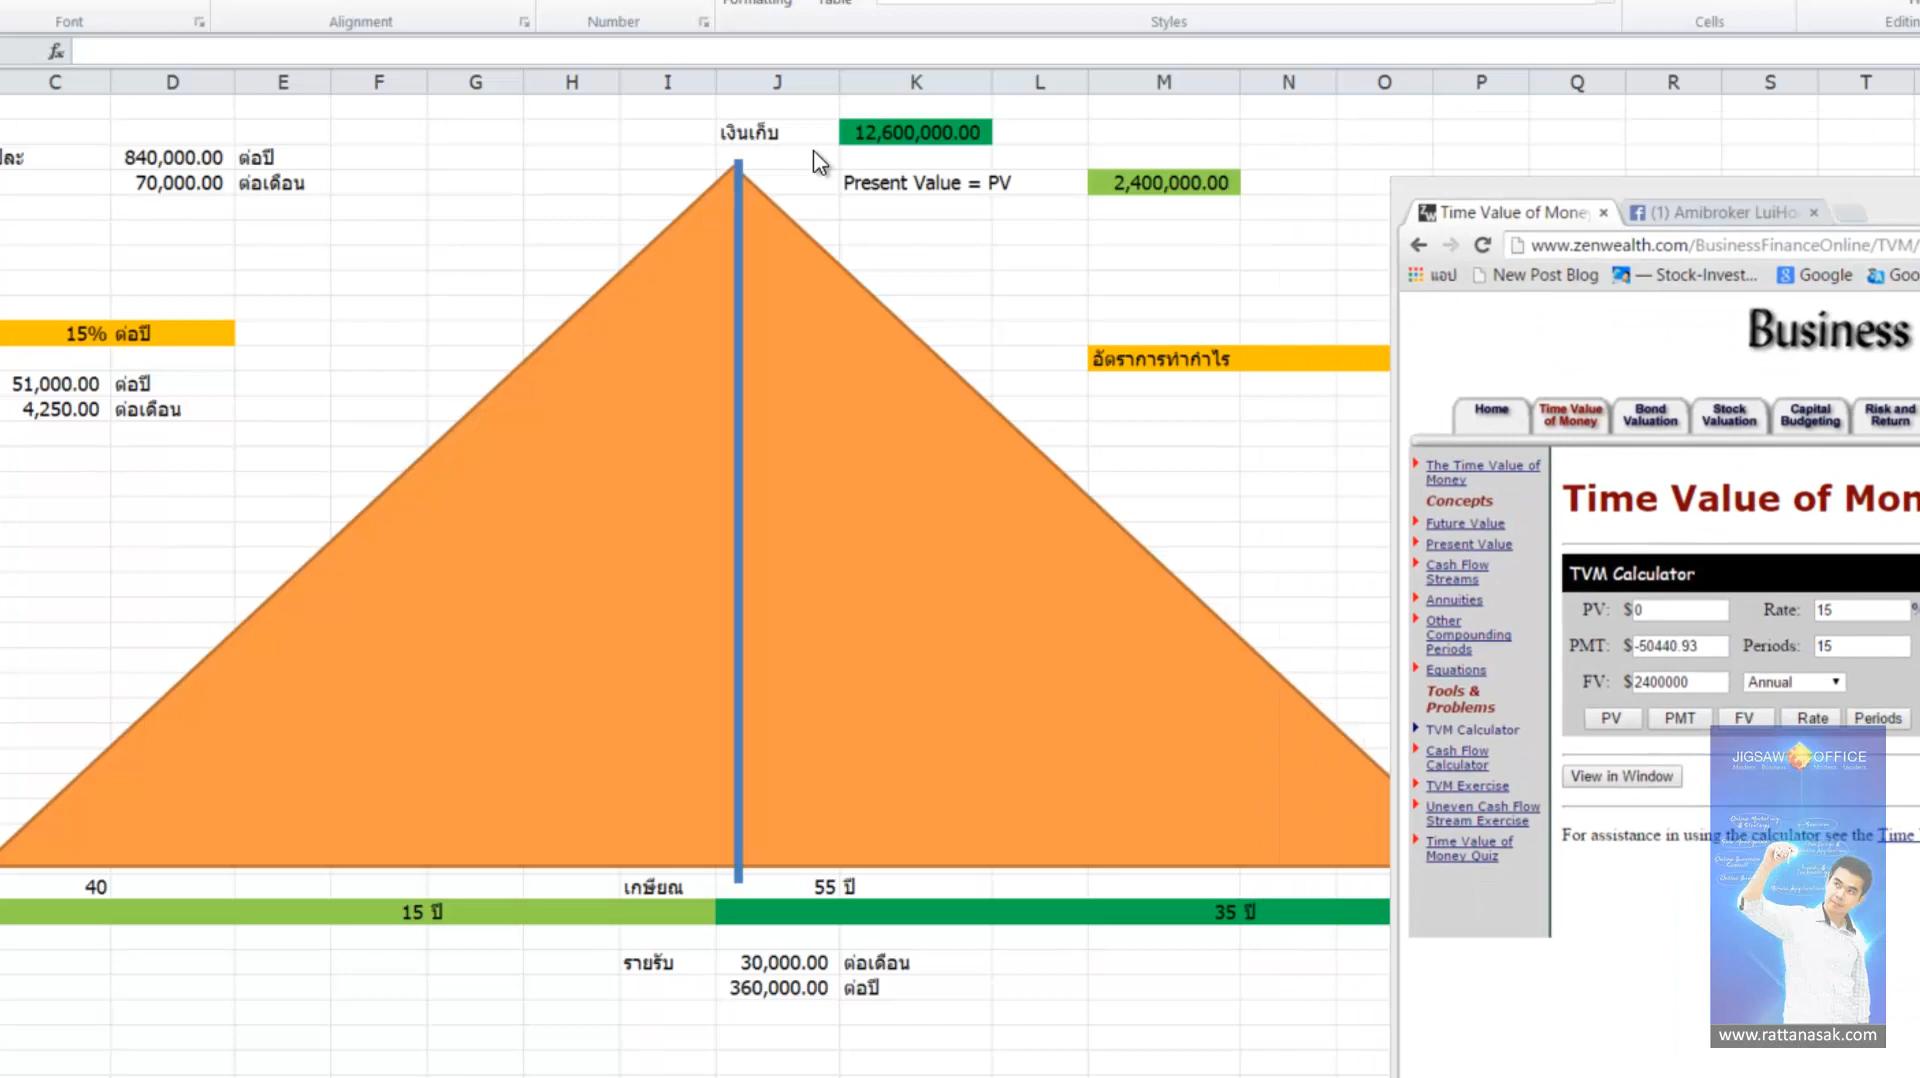 Font
Alignment
Number
Formatting
Table
Styles
Cells
C D E F G H I J K L M N O P Q R S T
เงินเก็บ 12,600,000.00
840,000.00 ต่อปี
70,000.00 ต่อเดือน
Present Value = PV 2,400,000.00
15% ต่อปี
อัตราการทำกำไร
51,000.00 ต่อปี
4,250.00 ต่อเดือน
40 เกษียณ 55 ปี
15 ปี 35 ปี
รายรับ 30,000.00 ต่อเดือน
360,000.00 ต่อปี
Time Value of Money
(1) Amibroker LuiHo
www.zenwealth.com/BusinessFinanceOnline/TVM/
แอป New Post Blog — Stock-Invest... Google Goo
Business
Home
Time Value of Money
Bond Valuation
Stock Valuation
Capital Budgeting
Risk and Return
The Time Value of
Money
Concepts
Future Value
Present Value
Cash Flow
Streams
Annuities
Other
Compounding
Periods
Equations
Tools &
Problems
TVM Calculator
Cash Flow
Calculator
TVM Exercise
Uneven Cash Flow
Stream Exercise
Time Value of
Money Quiz
Time Value of Mon
TVM Calculator
PV: $0 Rate: 15 %
PMT: $-50440.93 Periods: 15
FV: $2400000 Annual
PV PMT FV Rate Periods
View in Window
For assistance in using the calculator see the Time
JIGSAW OFFICE
www.rattanasak.com